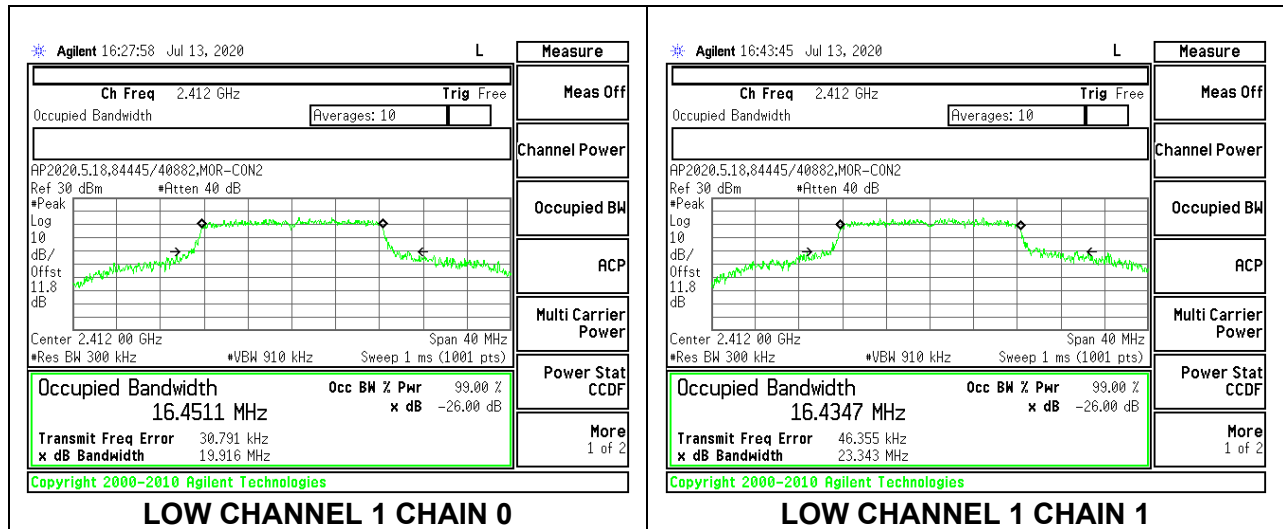 Agilent 16:27:58 Jul 13, 2020 L
Measure
Ch Freq 2.412 GHz Trig Free
Occupied Bandwidth Averages: 10
AP2020.5.18,84445/40882,MOR-CON2
Ref 30 dBm #Atten 40 dB
#Peak
Log
10
dB/
Offst
11.8
dB
Center 2.412 00 GHz Span 40 MHz
#Res BW 300 kHz #VBW 910 kHz Sweep 1 ms (1001 pts)
Occupied Bandwidth Occ BW % Pwr 99.00 %
16.4511 MHz x dB -26.00 dB
Transmit Freq Error 30.791 kHz
x dB Bandwidth 19.916 MHz
Meas Off
Channel Power
Occupied BW
ACP
Multi Carrier
Power
Power Stat
CCDF
More
1 of 2
Copyright 2000-2010 Agilent Technologies
LOW CHANNEL 1 CHAIN 0
Agilent 16:43:45 Jul 13, 2020 L
Measure
Ch Freq 2.412 GHz Trig Free
Occupied Bandwidth Averages: 10
AP2020.5.18,84445/40882,MOR-CON2
Ref 30 dBm #Atten 40 dB
#Peak
Log
10
dB/
Offst
11.8
dB
Center 2.412 00 GHz Span 40 MHz
#Res BW 300 kHz #VBW 910 kHz Sweep 1 ms (1001 pts)
Occupied Bandwidth Occ BW % Pwr 99.00 %
16.4347 MHz x dB -26.00 dB
Transmit Freq Error 46.355 kHz
x dB Bandwidth 23.343 MHz
Meas Off
Channel Power
Occupied BW
ACP
Multi Carrier
Power
Power Stat
CCDF
More
1 of 2
Copyright 2000-2010 Agilent Technologies
LOW CHANNEL 1 CHAIN 1